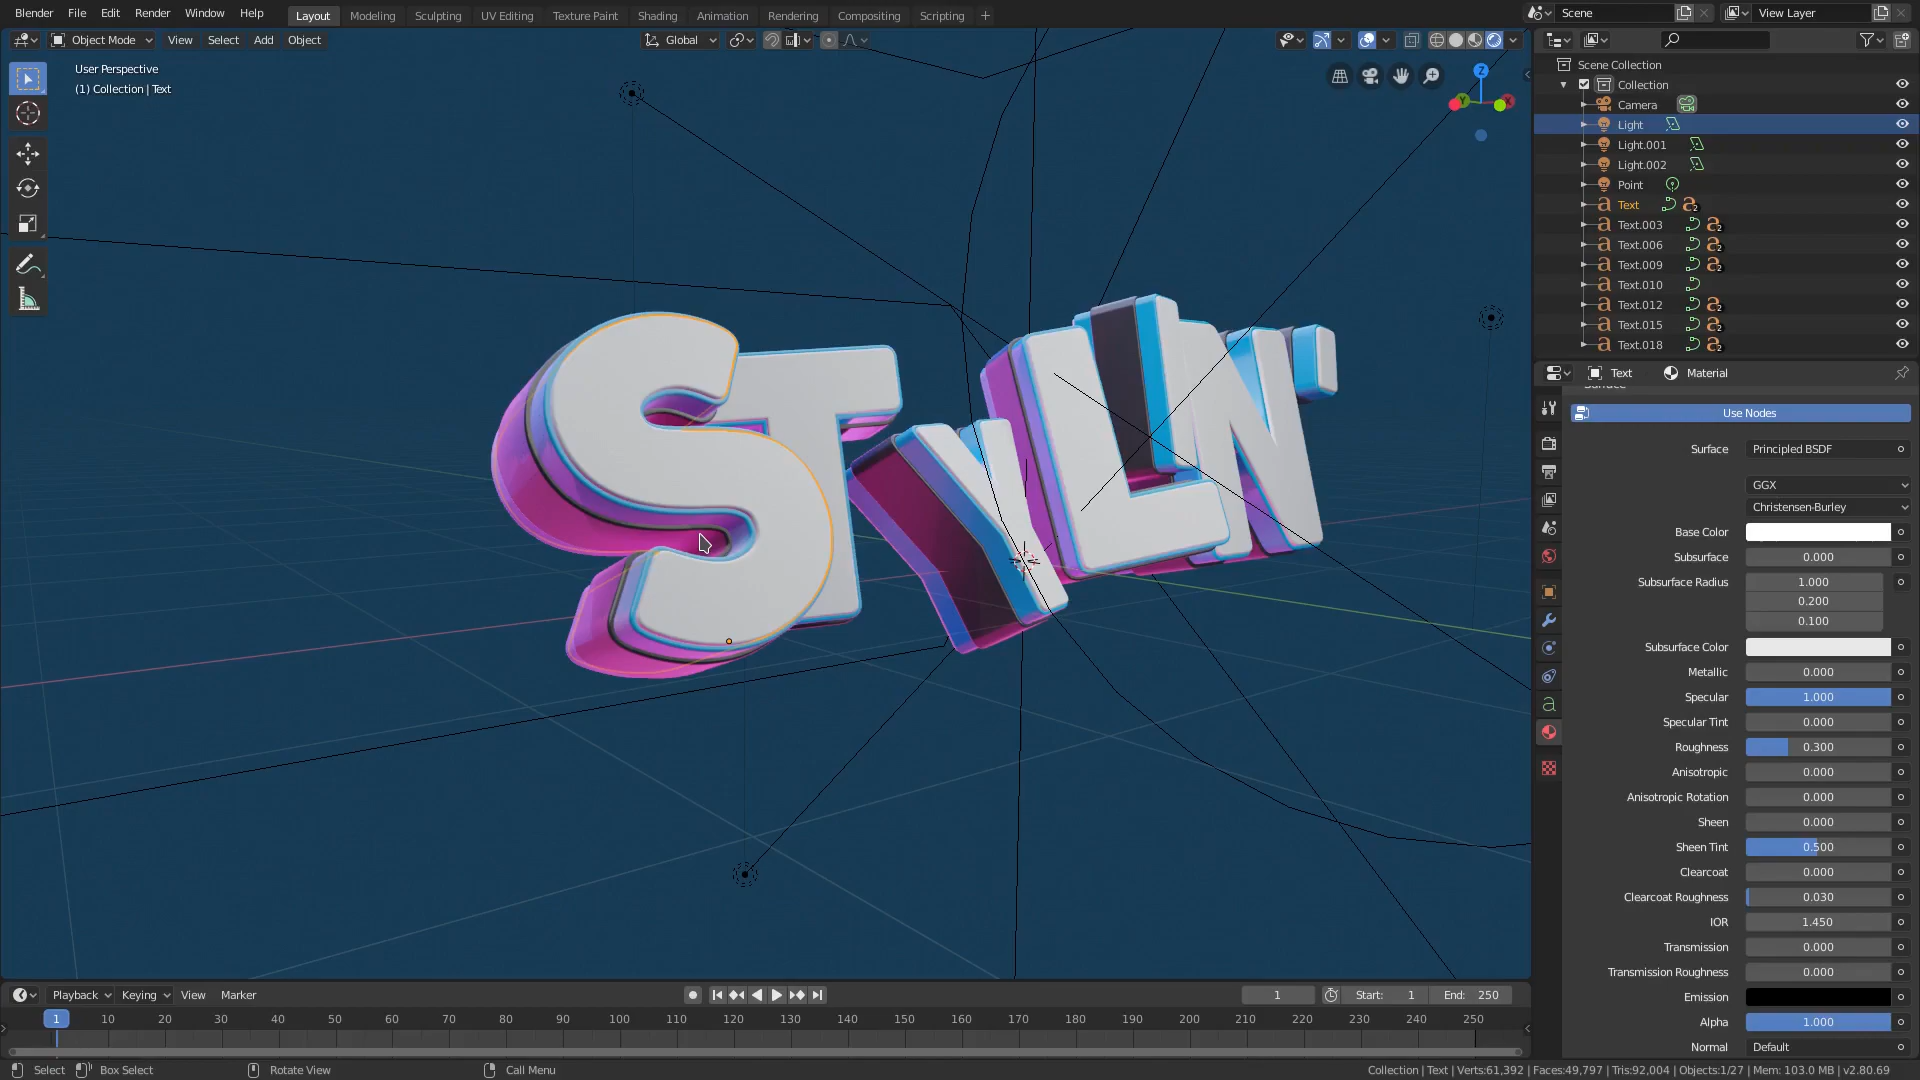 Blender File Edit Render Window Help Layout Modeling Sculpting UV Editing Texture Paint Shading Animation Rendering Compositing Scripting + Scene View Layer
Object Mode View Select Add Object Global
User Perspective
(1) Collection | Text
Z
Y
X
STYLIN'
Scene Collection
Collection
Camera
Light
Light.001
Light.002
Point
Text
Text.003
Text.006
Text.009
Text.010
Text.012
Text.015
Text.018
Text Material
Surface
Use Nodes
Surface Principled BSDF
GGX
Christensen-Burley
Base Color
Subsurface 0.000
Subsurface Radius 1.000
0.200
0.100
Subsurface Color
Metallic 0.000
Specular 1.000
Specular Tint 0.000
Roughness 0.300
Anisotropic 0.000
Anisotropic Rotation 0.000
Sheen 0.000
Sheen Tint 0.500
Clearcoat 0.000
Clearcoat Roughness 0.030
IOR 1.450
Transmission 0.000
Transmission Roughness 0.000
Emission
Alpha 1.000
Normal Default
Playback Keying View Marker 1 Start: 1 End: 250
1 10 20 30 40 50 60 70 80 90 100 110 120 130 140 150 160 170 180 190 200 210 220 230 240 250
Select Box Select Rotate View Call Menu Collection | Text | Verts:61,392 | Faces:49,797 | Tris:92,004 | Objects:1/27 | Mem: 103.0 MB | v2.80.69